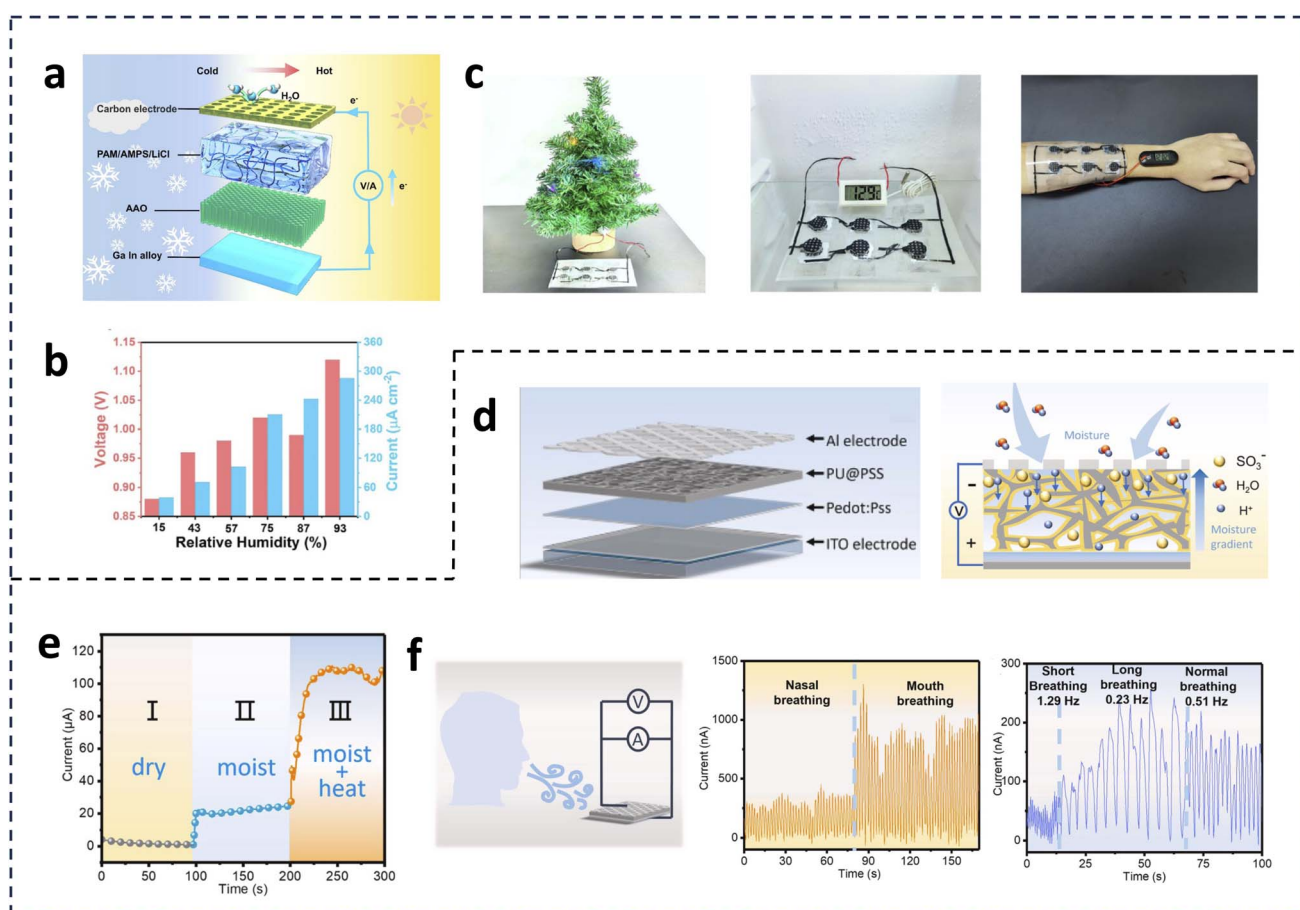 a
Cold
Hot
H₂O
e⁻
Carbon electrode
PAM/AMPS/LiCl
V/A
e⁻
AAO
Ga In alloy
c
129
b
Voltage (V)
1.15
1.10
1.05
1.00
0.95
0.90
0.85
360
300
240
180
120
60
0
Current (μA cm⁻²)
15 43 57 75 87 93
Relative Humidity (%)
d
Al electrode
PU@PSS
Pedot:Pss
ITO electrode
Moisture
-
V
+
SO₃⁻
H₂O
H⁺
Moisture
gradient
e
Current (μA)
120
100
80
60
40
20
0
I
II
III
dry
moist
moist
+
heat
0 50 100 150 200 250 300
Time (s)
f
V
A
Current (nA)
1500
1000
750
500
250
0
Nasal breathing
Mouth
breathing
0 30 60 90 120 150
Time (s)
Current (nA)
300
200
100
0
Short
Breathing
1.29 Hz
Long
breathing
0.23 Hz
Normal breathing
0.51 Hz
0 25 50 75 100
Time (s)